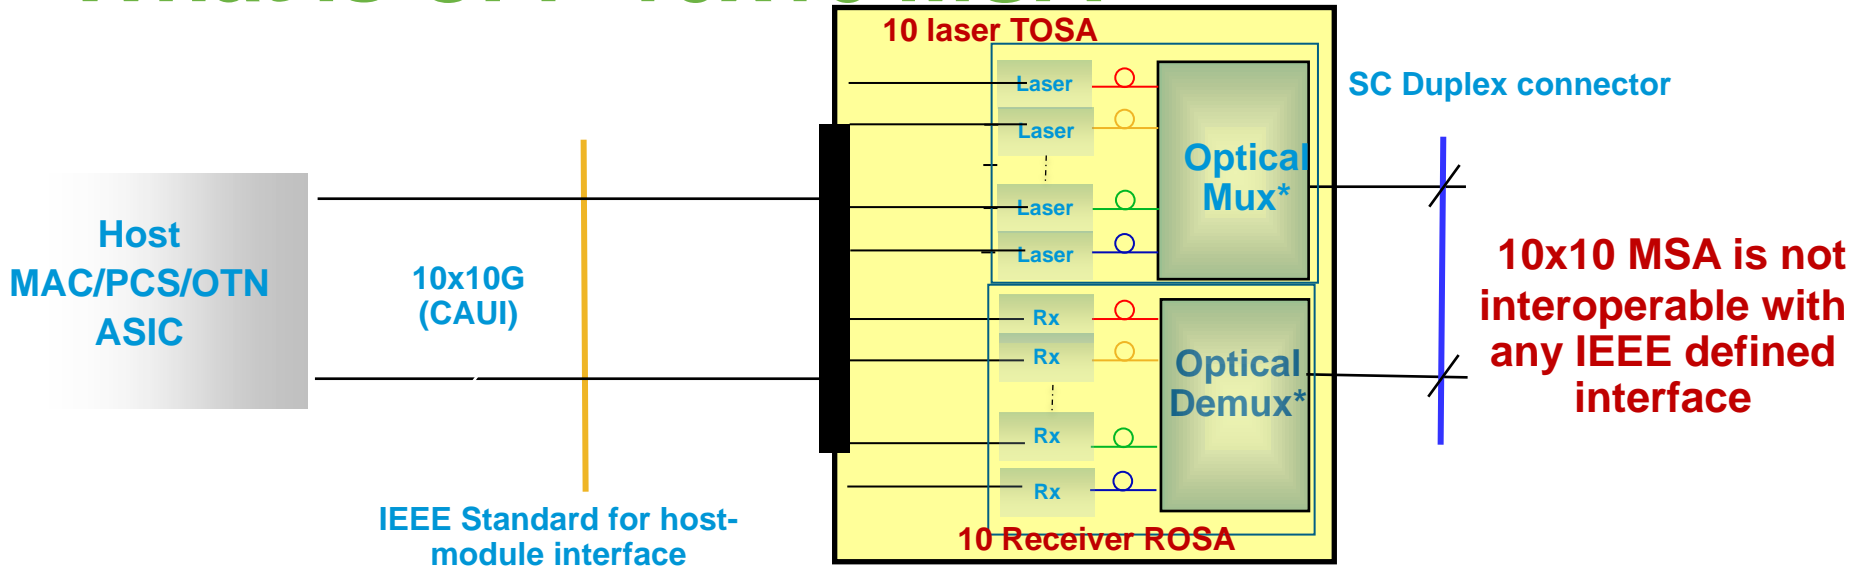 10 laser TOSA
Laser
Laser
Laser
Laser
Optical
Mux*
SC Duplex connector
Host
MAC/PCS/OTN
ASIC
10x10G
(CAUI)
Rx
Rx
Rx
Rx
Optical
Demux*
10x10 MSA is not
interoperable with
any IEEE defined
interface
IEEE Standard for host-
module interface
10 Receiver ROSA